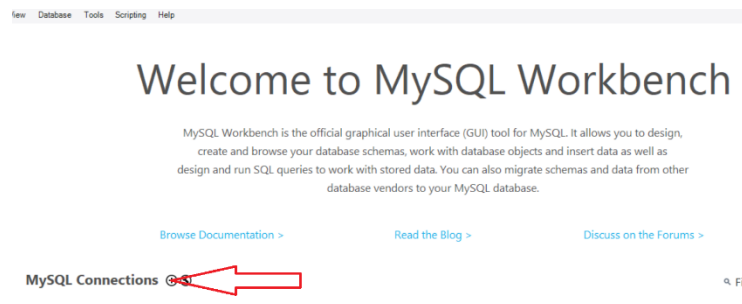 Database Tools Scripting Help
Welcome to MySQL Workbench
MySQL Workbench is the official graphical user interface (GUI) tool for MySQL. It allows you to design,
create and browse your database schemas, work with database objects and insert data as well as
design and run SQL queries to work with stored data. You can also migrate schemas and data from other
database vendors to your MySQL database.
Browse Documentation > Read the Blog > Discuss on the Forums >
MySQL Connections